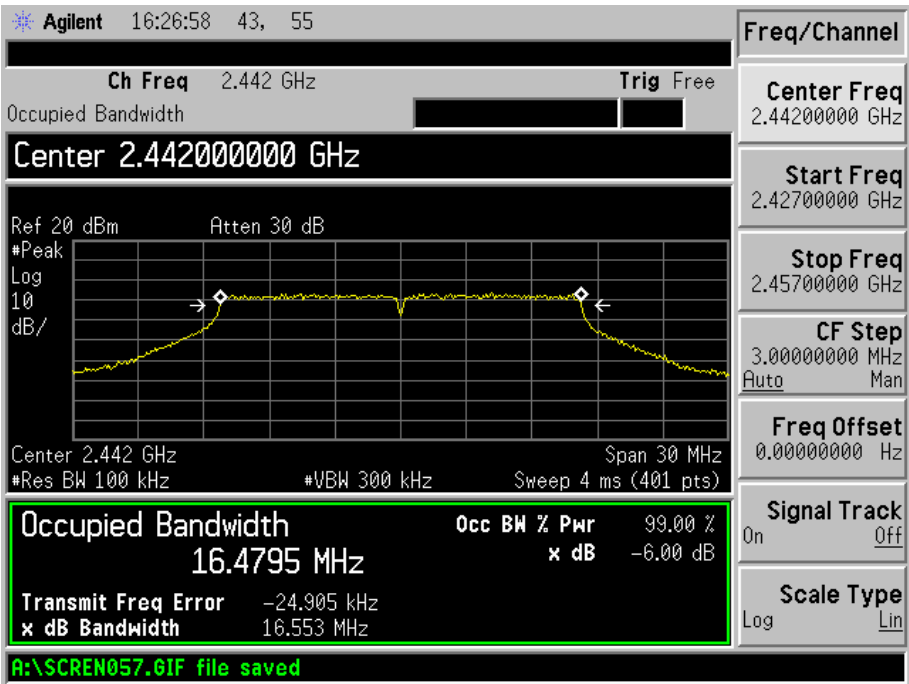 Agilent 16:26:58 43, 55
Ch Freq 2.442 GHz Trig Free
Occupied Bandwidth
Center 2.442000000 GHz
Ref 20 dBm Atten 30 dB
#Peak
Log
10
dB/
Center 2.442 GHz Span 30 MHz
#Res BW 100 kHz #VBW 300 kHz Sweep 4 ms (401 pts)
Occupied Bandwidth Occ BW % Pwr 99.00 %
16.4795 MHz x dB -6.00 dB
Transmit Freq Error -24.905 kHz
x dB Bandwidth 16.553 MHz
A:\SCREN057.GIF file saved
Freq/Channel
Center Freq
2.44200000 GHz
Start Freq
2.42700000 GHz
Stop Freq
2.45700000 GHz
CF Step
3.00000000 MHz
Auto Man
Freq Offset
0.00000000 Hz
Signal Track
On Off
Scale Type
Log Lin